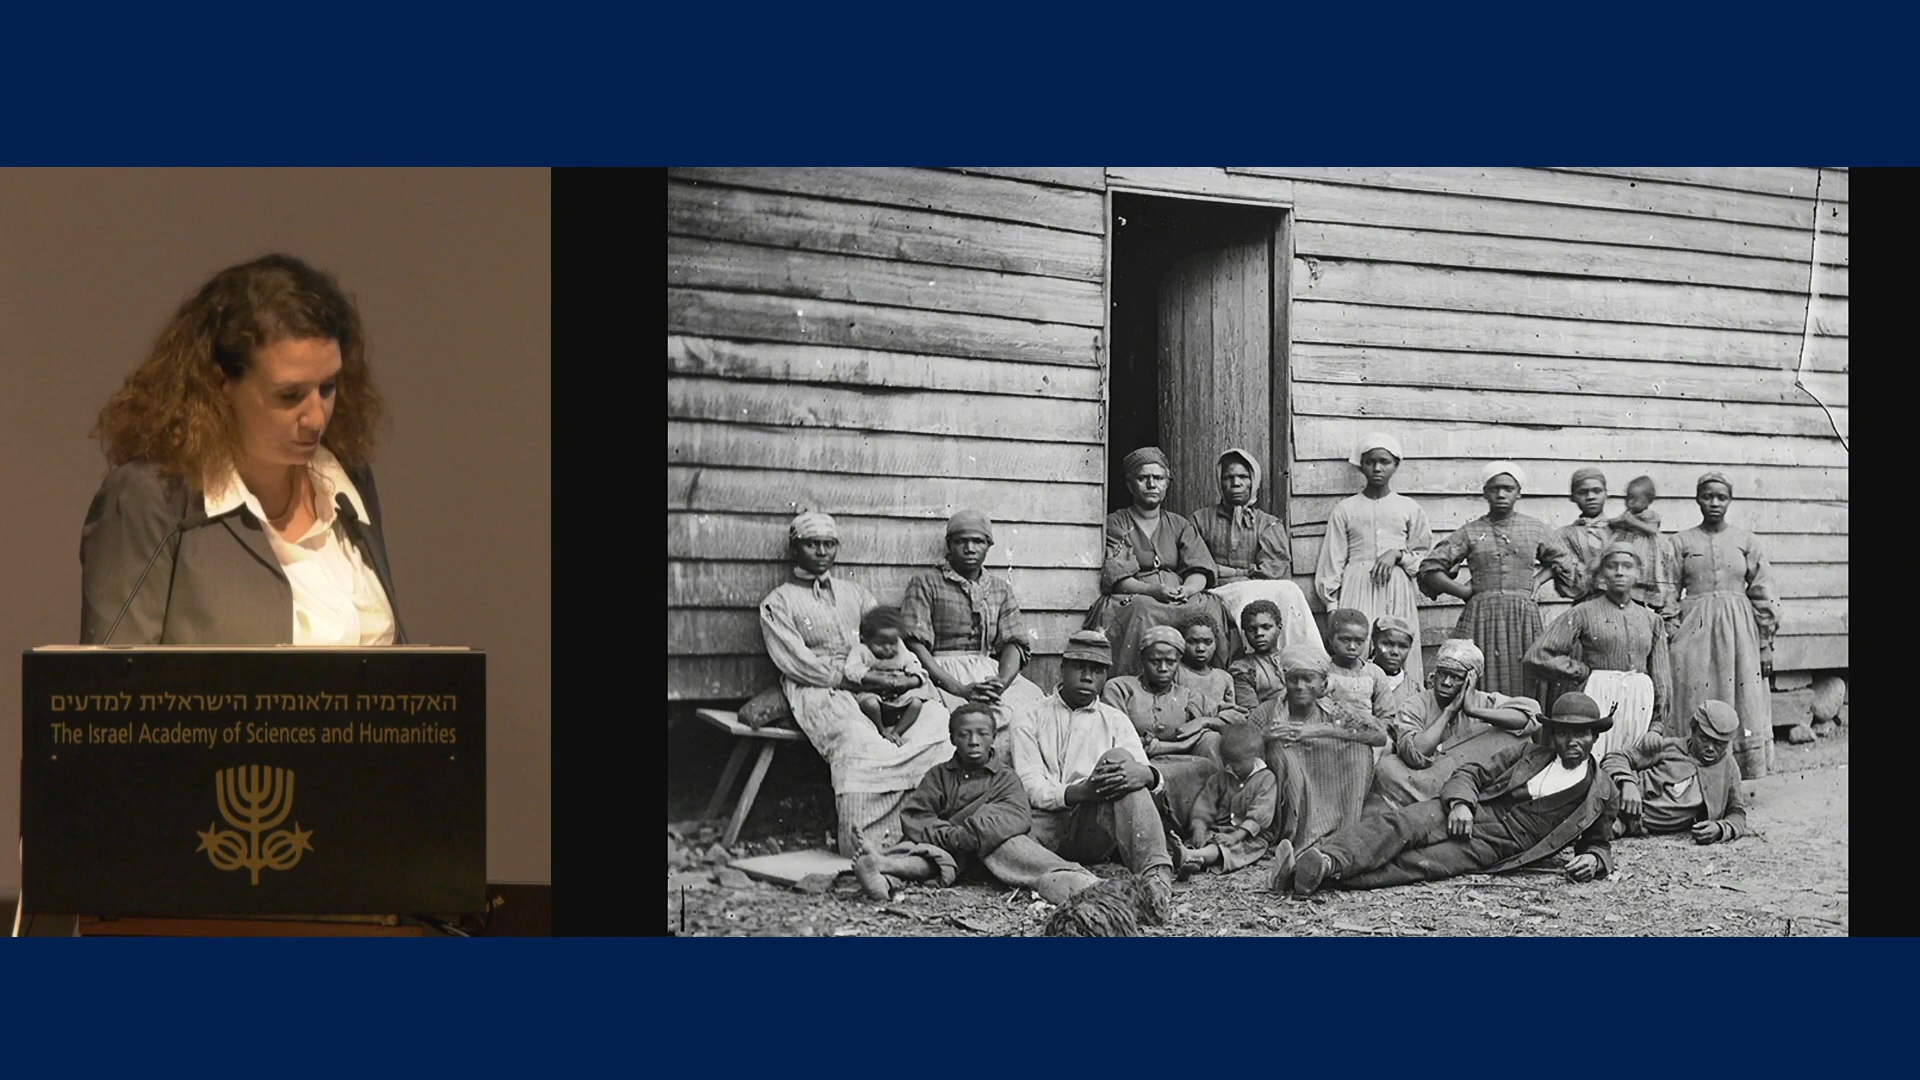 האקדמיה הלאומית הישראלית למדעים
The Israel Academy of Sciences and Humanities